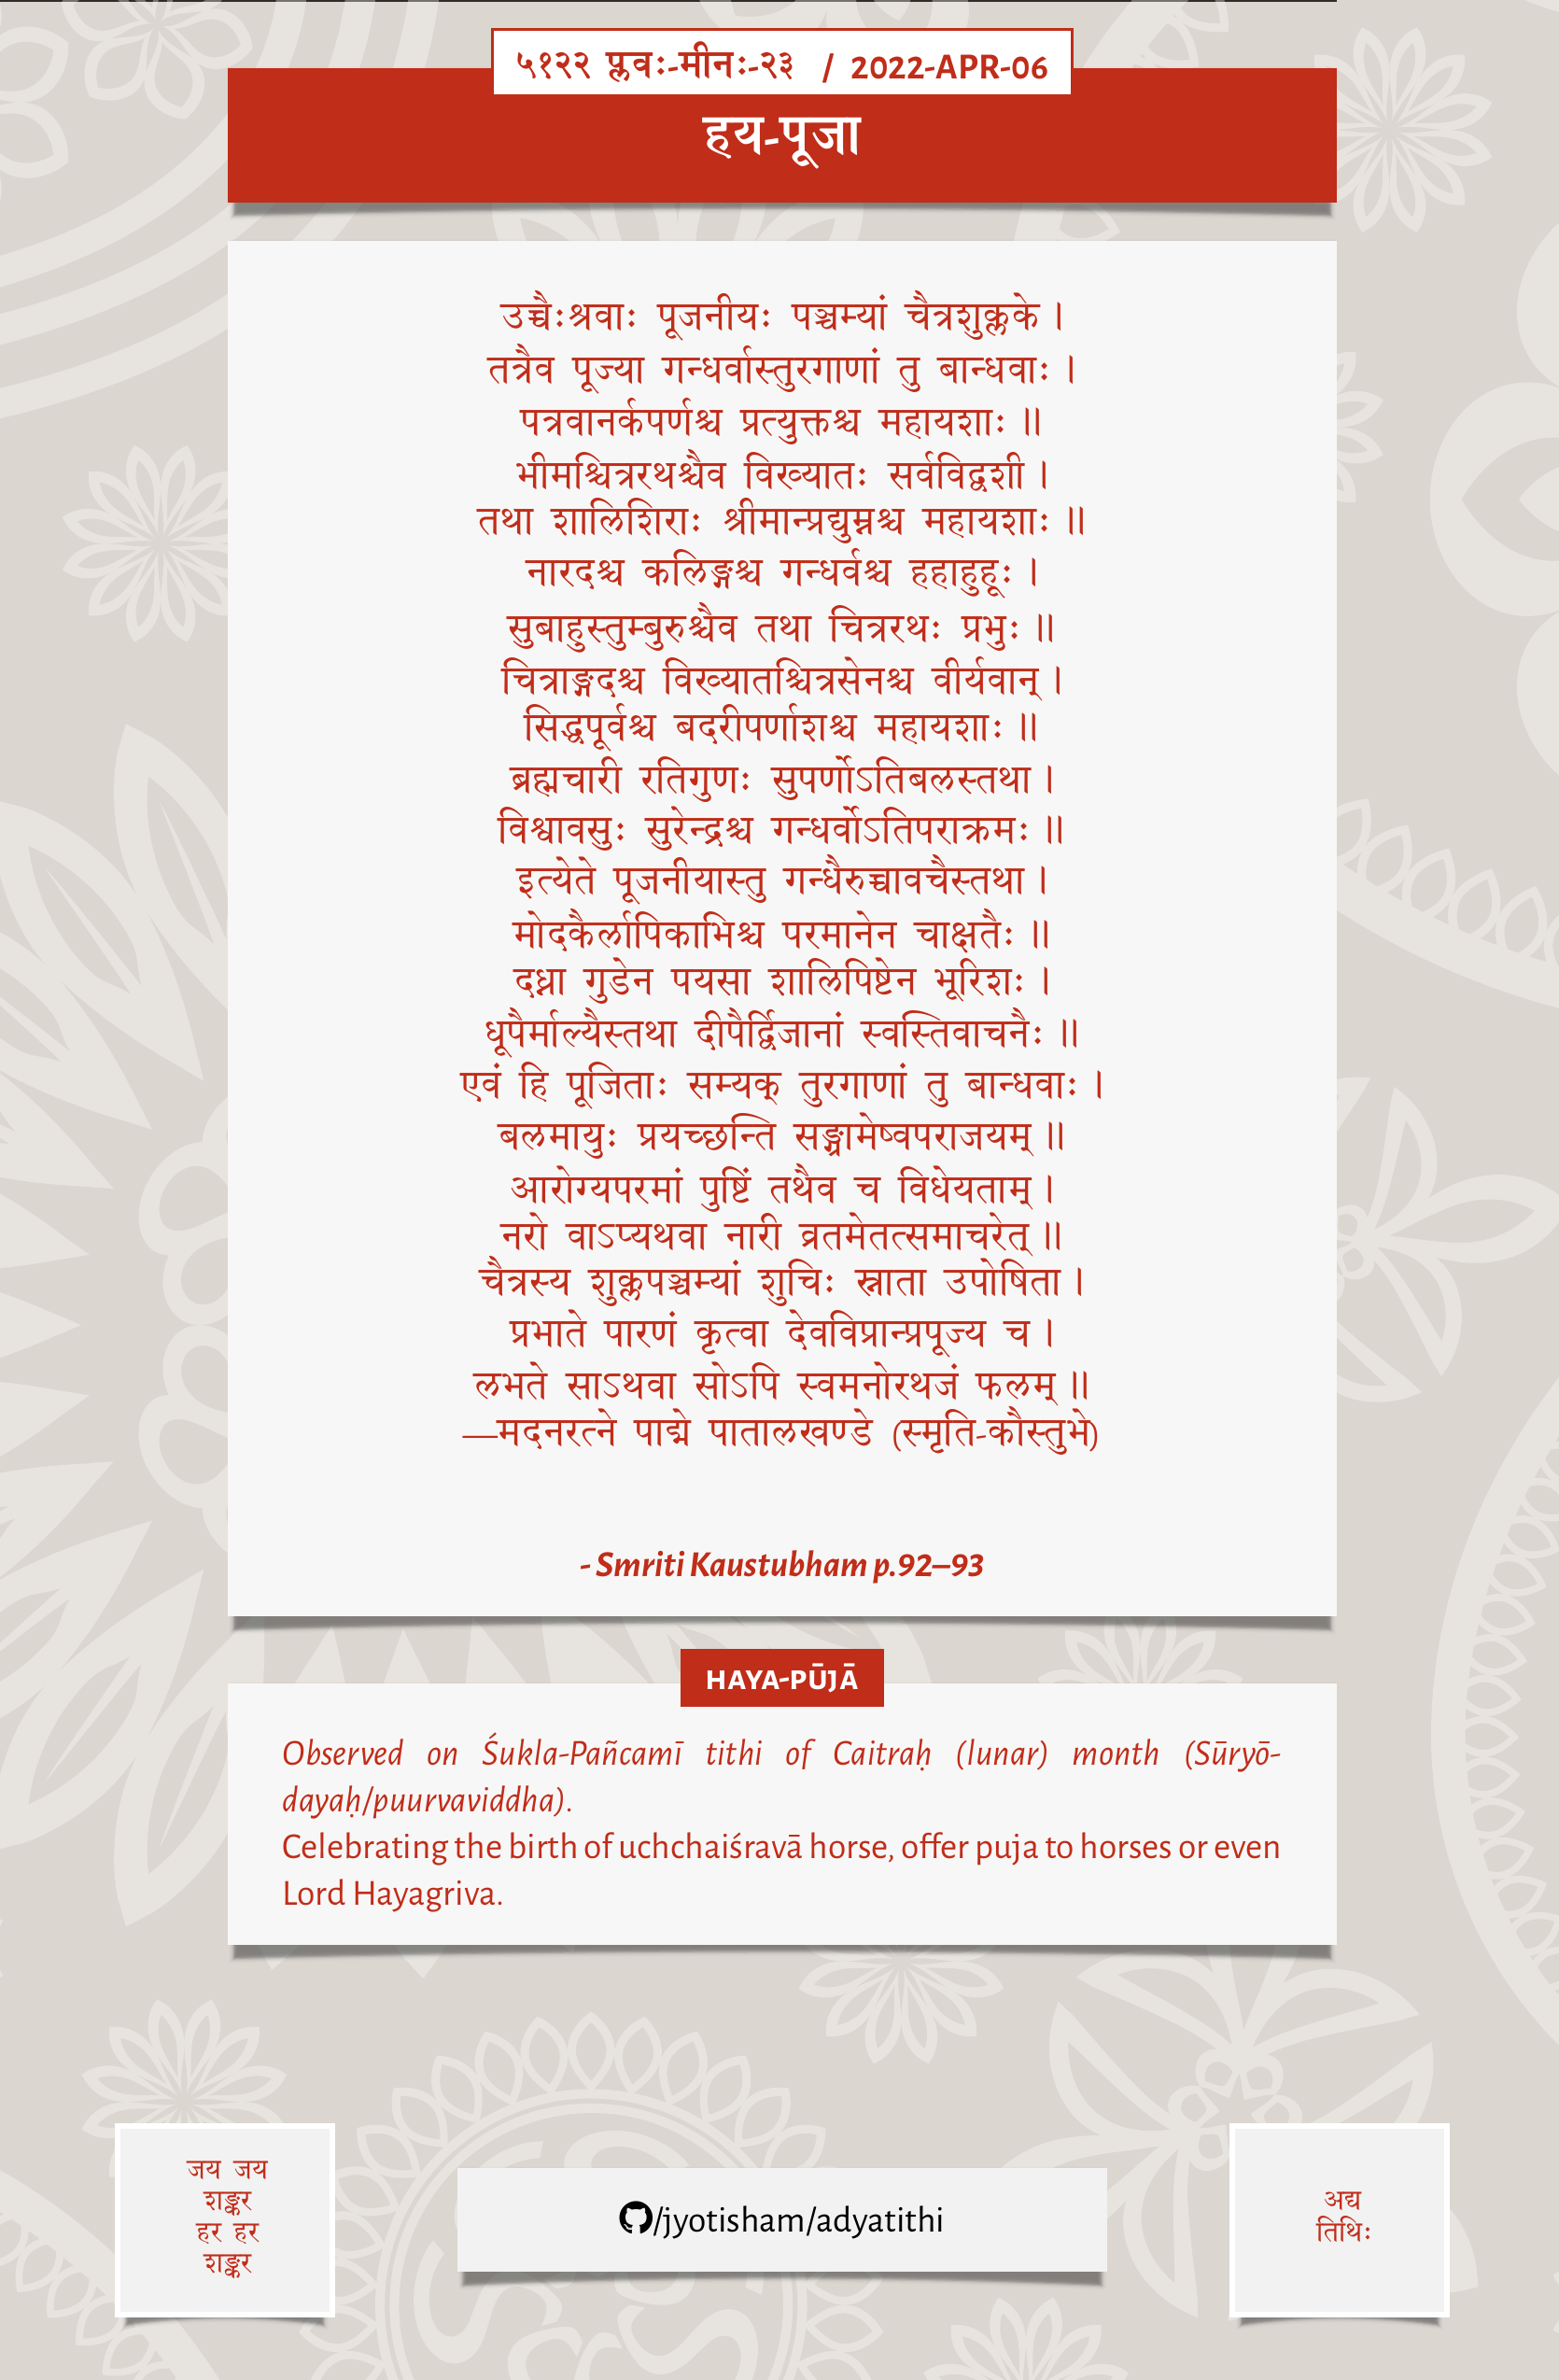 ५१२२ प्लवः-मीनः-२३ / 2022-APR-06
हय-पूजा
उच्चैःश्रवाः पूजनीयः पञ्चम्यां चैत्रशुक्लके ।
तत्रैव पूज्या गन्धर्वास्तुरगाणां तु बान्धवाः ।
पत्रवानर्कपर्णश्च प्रत्युक्तश्च महायशाः ॥
भीमश्चित्ररथश्चैव विख्यातः सर्वविद्वशी ।
तथा शालिशिराः श्रीमान्प्रद्युम्नश्च महायशाः ॥
नारदश्च कलिङ्गश्च गन्धर्वश्च हहाहुहूः ।
सुबाहुस्तुम्बुरुश्चैव तथा चित्ररथः प्रभुः ॥
चित्राङ्गदश्च विख्यातश्चित्रसेनश्च वीर्यवान् ।
सिद्धपूर्वश्च बदरीपर्णाशश्च महायशाः ॥
ब्रह्मचारी रतिगुणः सुपर्णोऽतिबलस्तथा ।
विश्वावसुः सुरेन्द्रश्च गन्धर्वोऽतिपराक्रमः ॥
इत्येते पूजनीयास्तु गन्धैरुच्चावचैस्तथा ।
मोदकैर्लापिकाभिश्च परमानेन चाक्षतैः ॥
दध्ना गुडेन पयसा शालिपिष्टेन भूरिशः ।
धूपैर्माल्यैस्तथा दीपैर्द्विजानां स्वस्तिवाचनैः ॥
एवं हि पूजिताः सम्यक् तुरगाणां तु बान्धवाः ।
बलमायुः प्रयच्छन्ति सङ्ग्रामेष्वपराजयम् ॥
आरोग्यपरमां पुष्टिं तथैव च विधेयताम् ।
नरो वाऽप्यथवा नारी व्रतमेतत्समाचरेत् ॥
चैत्रस्य शुक्लपञ्चम्यां शुचिः स्नाता उपोषिता ।
प्रभाते पारणं कृत्वा देवविप्रान्प्रपूज्य च ।
लभते साऽथवा सोऽपि स्वमनोरथजं फलम् ॥
—मदनरत्ने पाद्मे पातालखण्डे (स्मृति-कौस्तुभे)
- Smriti Kaustubham p.92–93
HAYA-PŪJĀ
Observed on Śukla-Pañcamī tithi of Caitraḥ (lunar) month (Sūryō-
dayaḥ/puurvaviddha).
Celebrating the birth of uchchaiśravā horse, offer puja to horses or even
Lord Hayagriva.
जय जय
शङ्कर
हर हर
शङ्कर
/jyotisham/adyatithi
अद्य
तिथिः